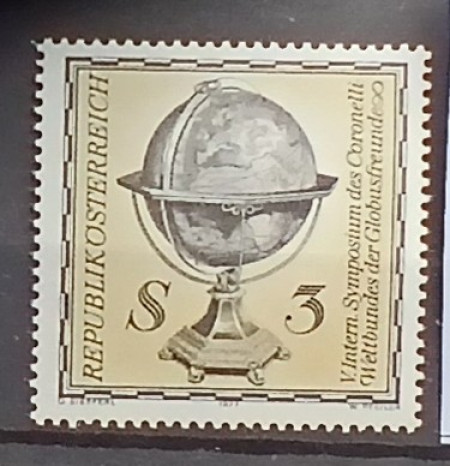 REPUBLIK ÖSTERREICH
S 3
V. Intern. Symposium des Coronelli
Weltbundes der Globusfreunde
1977